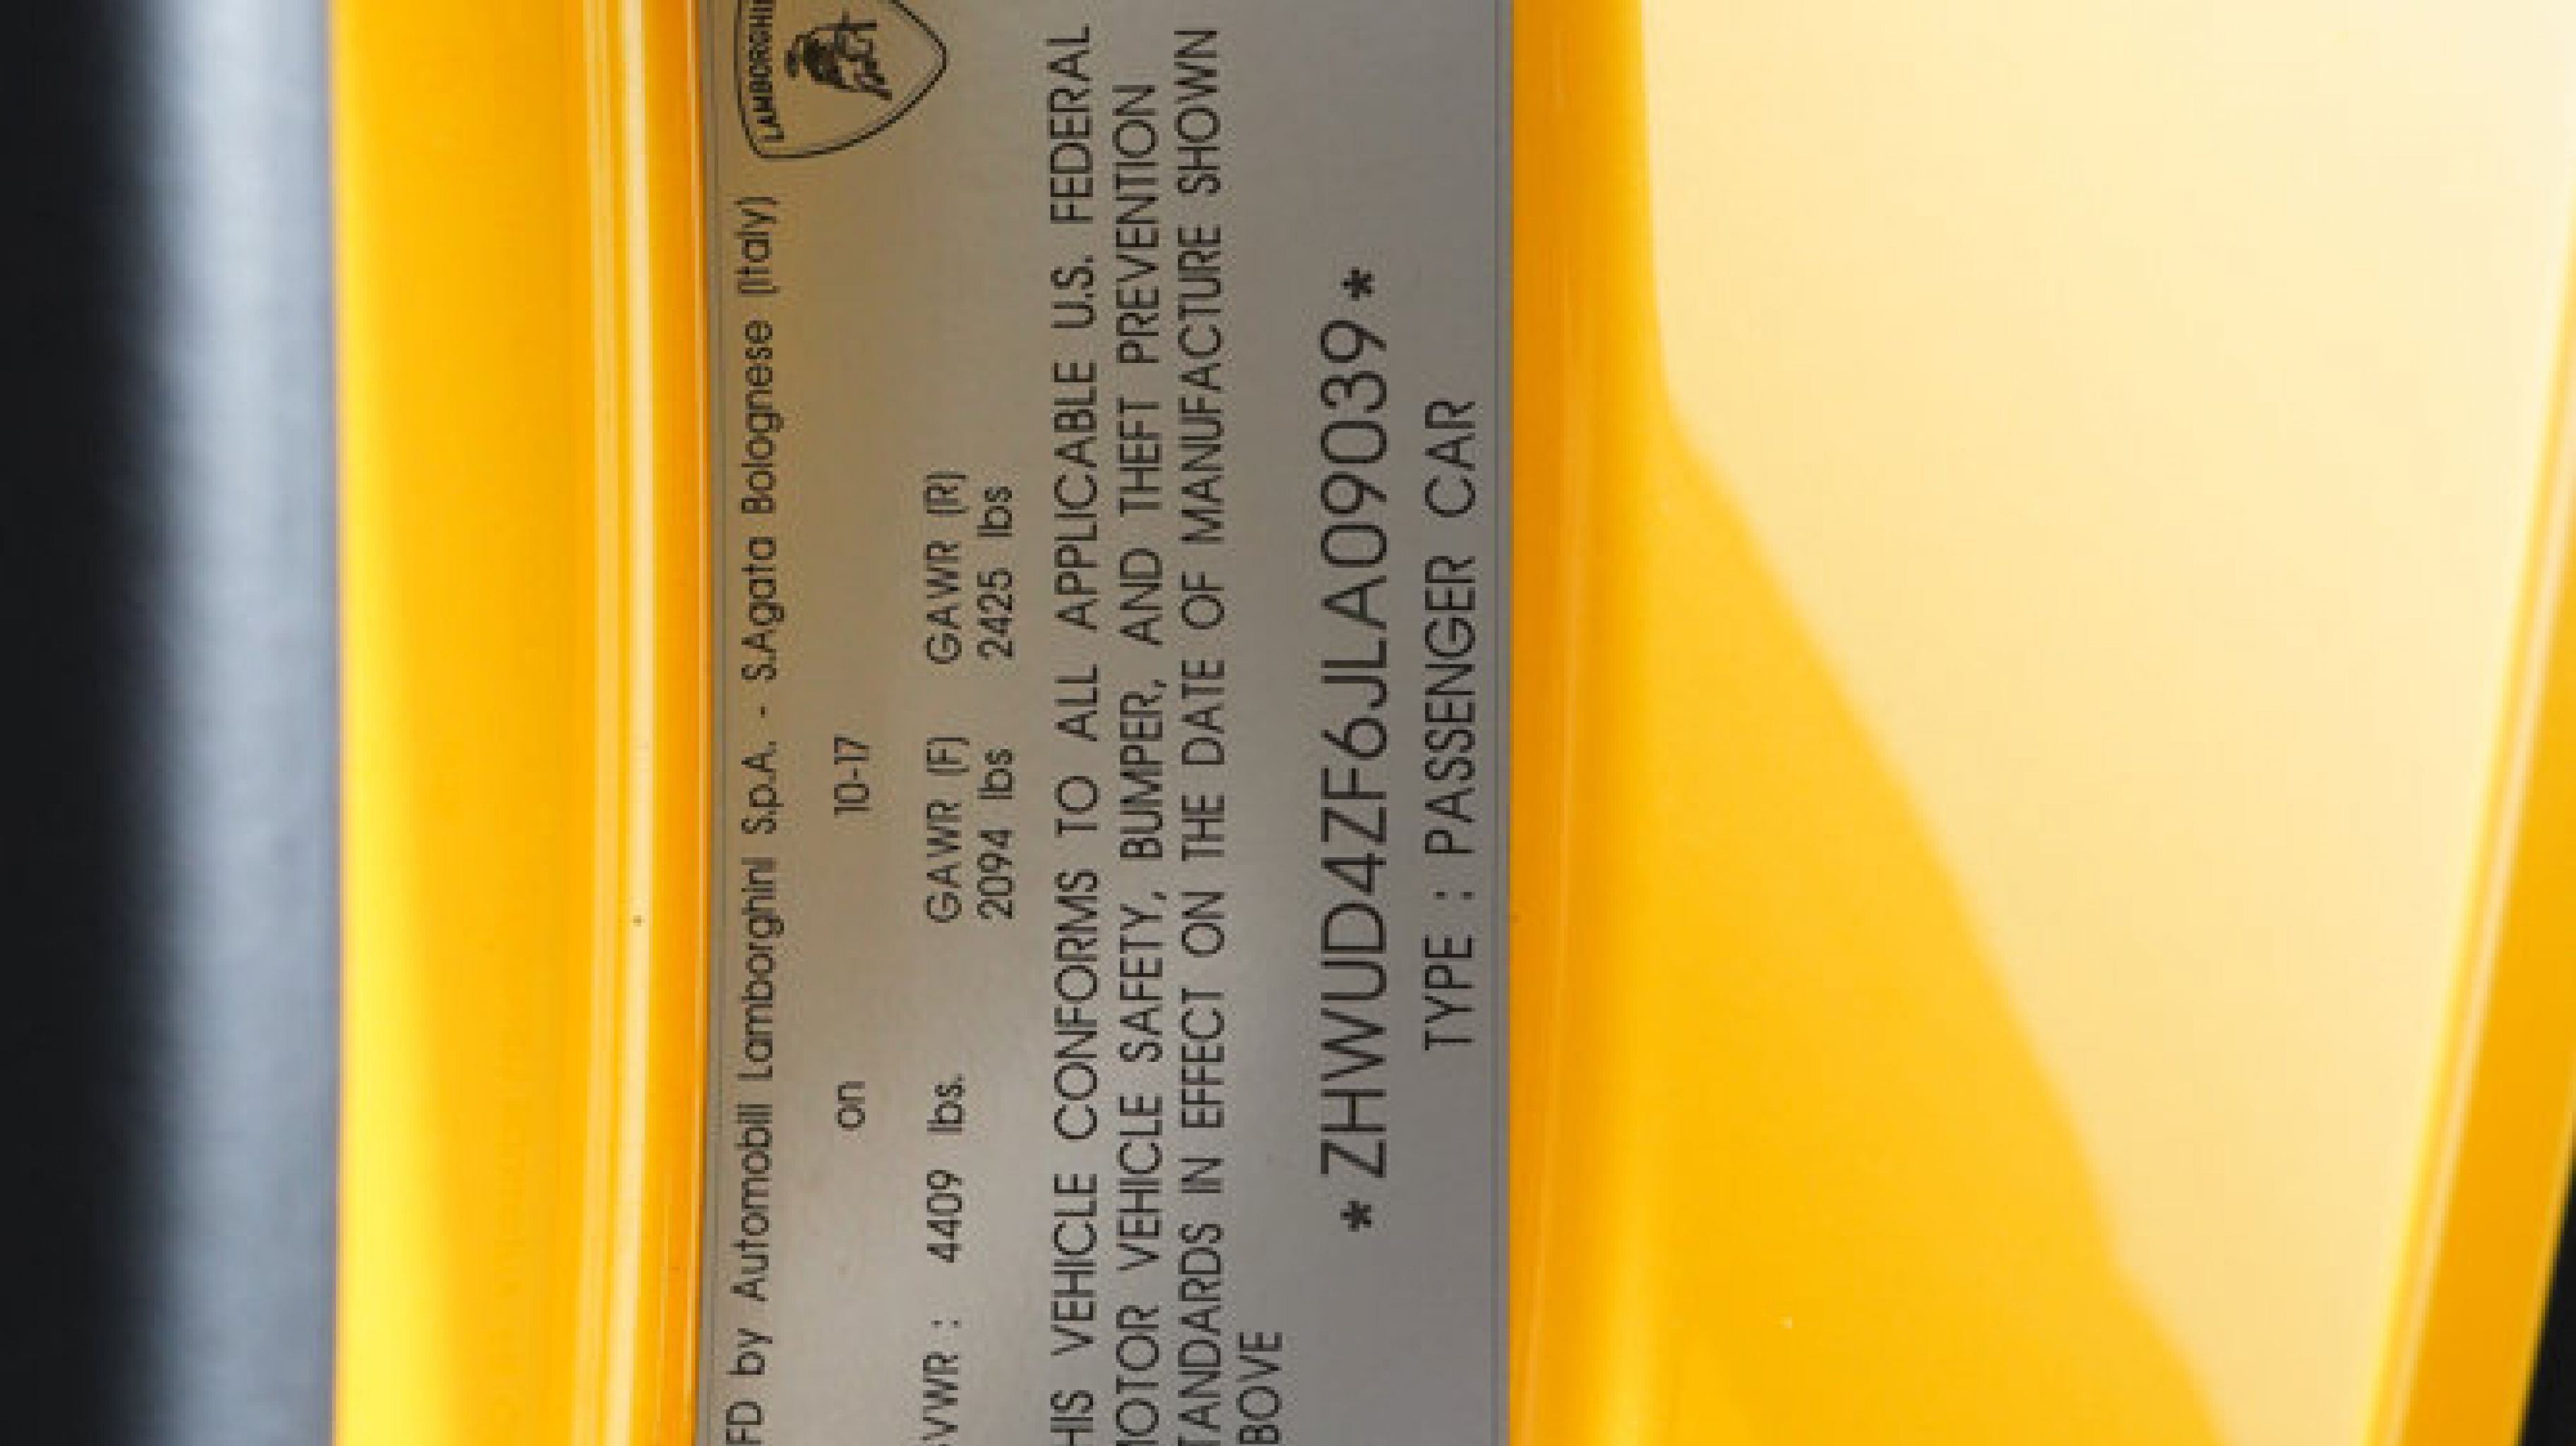 LAMBORGHINI
FD by Automobili Lamborghini S.p.A. - S.Agata Bolognese (Italy)
on 10-17
VWR : 4409 lbs. GAWR (F) GAWR (R)
2094 lbs 2425 lbs
HIS VEHICLE CONFORMS TO ALL APPLICABLE U.S. FEDERAL
OTOR VEHICLE SAFETY, BUMPER, AND THEFT PREVENTION
TANDARDS IN EFFECT ON THE DATE OF MANUFACTURE SHOWN
BOVE
* ZHWUD4ZF6JLA09039 *
TYPE : PASSENGER CAR